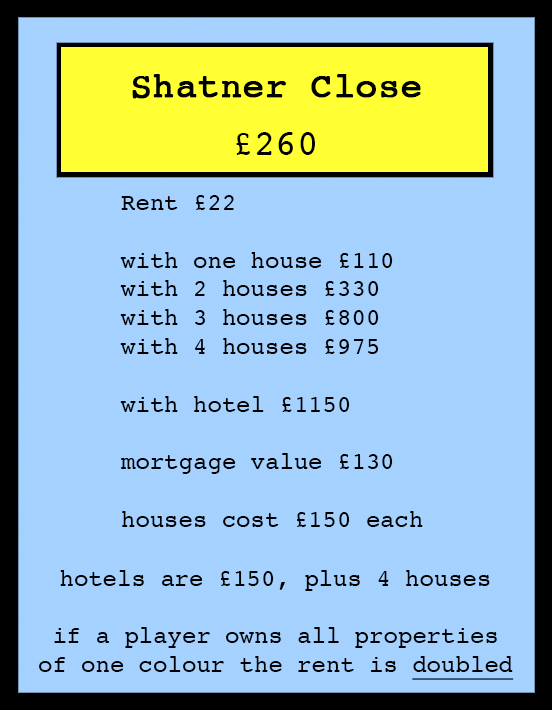 Shatner Close
£260
Rent £22
with one house £110
with 2 houses £330
with 3 houses £800
with 4 houses £975
with hotel £1150
mortgage value £130
houses cost £150 each
hotels are £150, plus 4 houses
if a player owns all properties
of one colour the rent is doubled